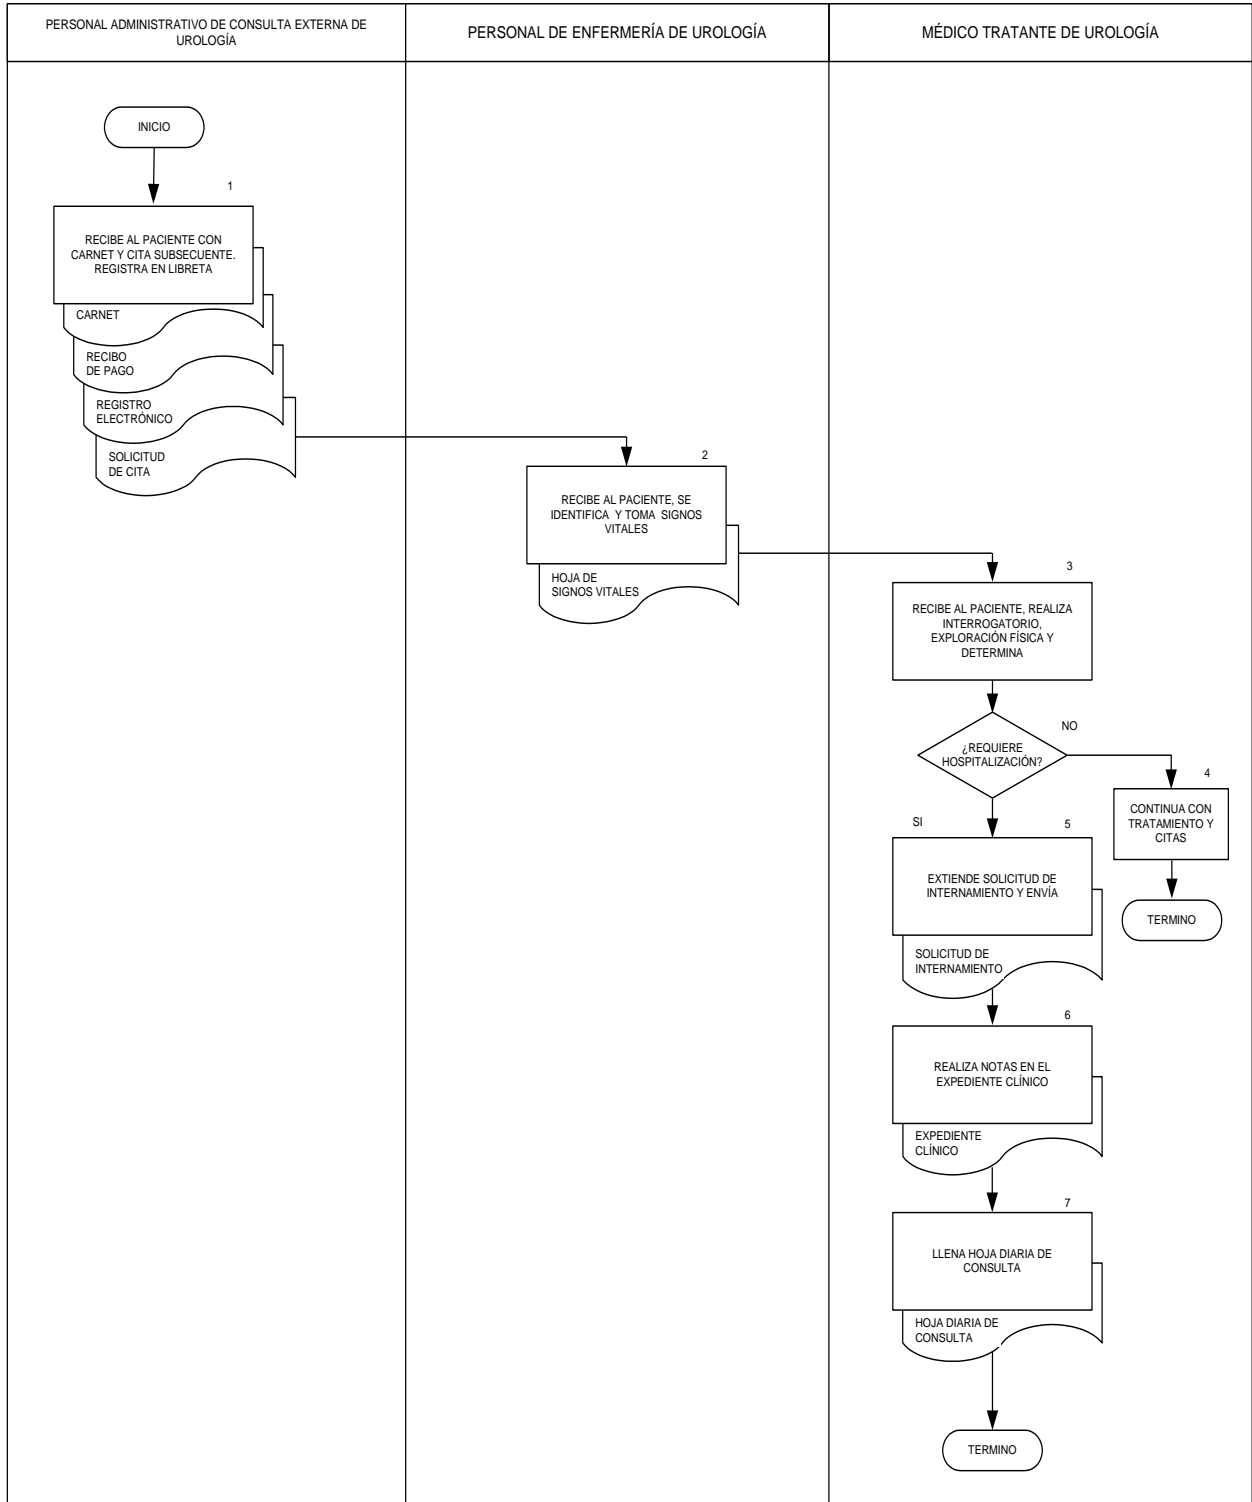 PERSONAL ADMINISTRATIVO DE CONSULTA EXTERNA DE
UROLOGÍA
PERSONAL DE ENFERMERÍA DE UROLOGÍA
MÉDICO TRATANTE DE UROLOGÍA
INICIO
1
RECIBE AL PACIENTE CON
CARNET Y CITA SUBSECUENTE.
REGISTRA EN LIBRETA
CARNET
RECIBO
DE PAGO
REGISTRO
ELECTRÓNICO
SOLICITUD
DE CITA
2
RECIBE AL PACIENTE, SE
IDENTIFICA Y TOMA SIGNOS
VITALES
HOJA DE
SIGNOS VITALES
3
RECIBE AL PACIENTE, REALIZA
INTERROGATORIO,
EXPLORACIÓN FÍSICA Y
DETERMINA
¿REQUIERE
HOSPITALIZACIÓN?
NO
4
CONTINUA CON
TRATAMIENTO Y
CITAS
TERMINO
SI
5
EXTIENDE SOLICITUD DE
INTERNAMIENTO Y ENVÍA
SOLICITUD DE
INTERNAMIENTO
6
REALIZA NOTAS EN EL
EXPEDIENTE CLÍNICO
EXPEDIENTE
CLÍNICO
7
LLENA HOJA DIARIA DE
CONSULTA
HOJA DIARIA DE
CONSULTA
TERMINO